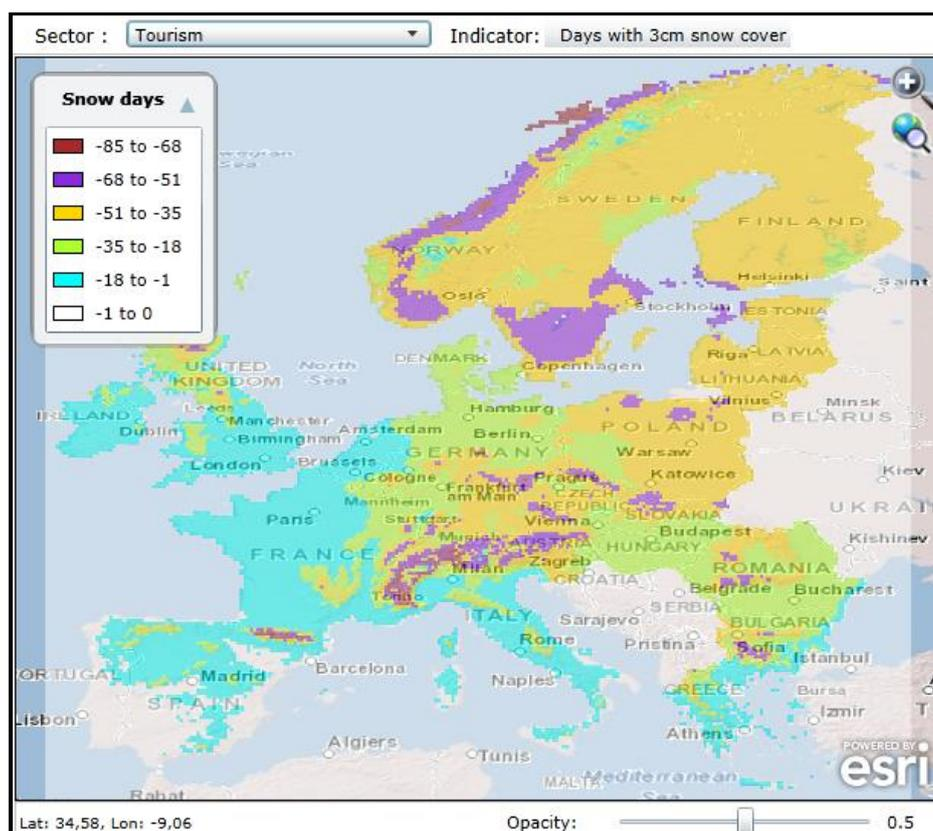 Sector : Tourism Indicator: Days with 3cm snow cover
Snow days
-85 to -68
-68 to -51
-51 to -35
-35 to -18
-18 to -1
-1 to 0
Sea
SWEDEN
FINLAND
NORWAY
Helsinki
Saint
Oslo
Stockholm
ESTONIA
North
Sea
DENMARK
Riga LATVIA
UNITED
KINGDOM
Copenhagen
LITHUANIA
Leeds
Vilnius
Minsk
IRELAND
Manchester
Hamburg
BELARUS
Dublin
Birmingham
Amsterdam
Berlin
POLAND
London
Brussels
GERMANY
Warsaw
Cologne
Frankfurt
am Main
Prague
Katowice
Kiev
Mannheim
CZECH
REPUBLIC
Paris
Stuttgart
Vienna
SLOVAKIA
Munich
AUSTRIA
Budapest
Kishinev
FRANCE
HUNGARY
Milan
Zagreb
ROMANIA
Torino
CROATIA
Belgrade
Bucharest
ITALY
Sarajevo
SERBIA
BULGARIA
Rome
Pristina
Sofia
Istanbul
PORTUGAL
Madrid
Barcelona
Naples
GREECE
Bursa
Lisbon
SPAIN
Izmir
T
Athens
Algiers
Tunis
MALTA
Mediterranean
Sea
Rabat
POWERED BY
esri
Lat: 34,58, Lon: -9,06 Opacity: 0.5